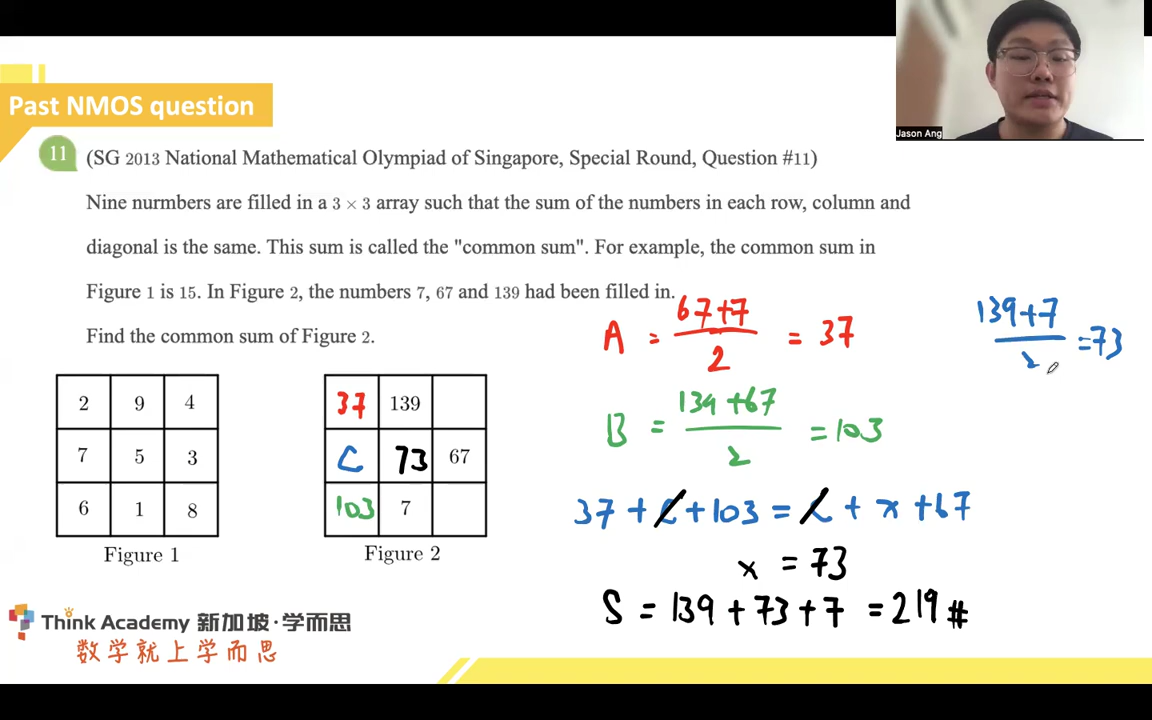 Past NMOS question
Jason Ang
11 (SG 2013 National Mathematical Olympiad of Singapore, Special Round, Question #11)
Nine nurmbers are filled in a 3 × 3 array such that the sum of the numbers in each row, column and
diagonal is the same. This sum is called the "common sum". For example, the common sum in
Figure 1 is 15. In Figure 2, the numbers 7, 67 and 139 had been filled in.
Find the common sum of Figure 2.
A = (67+7)/2 = 37
(139+7)/2 = 73
B = (139+67)/2 = 103
37 + C + 103 = C + x + 67
x = 73
S = 139 + 73 + 7 = 219 #
2 9 4
7 5 3
6 1 8
Figure 1
37 139
C 73 67
103 7
Figure 2
Think Academy 新加坡·学而思
数学就上学而思